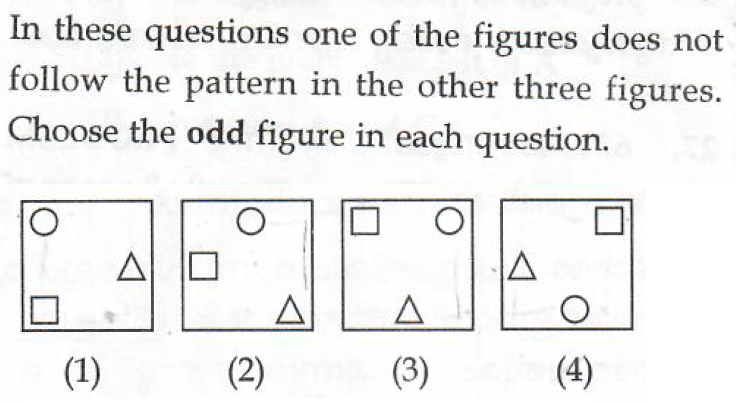 In these questions one of the figures does not
follow the pattern in the other three figures.
Choose the odd figure in each question.
(1) (2) (3) (4)